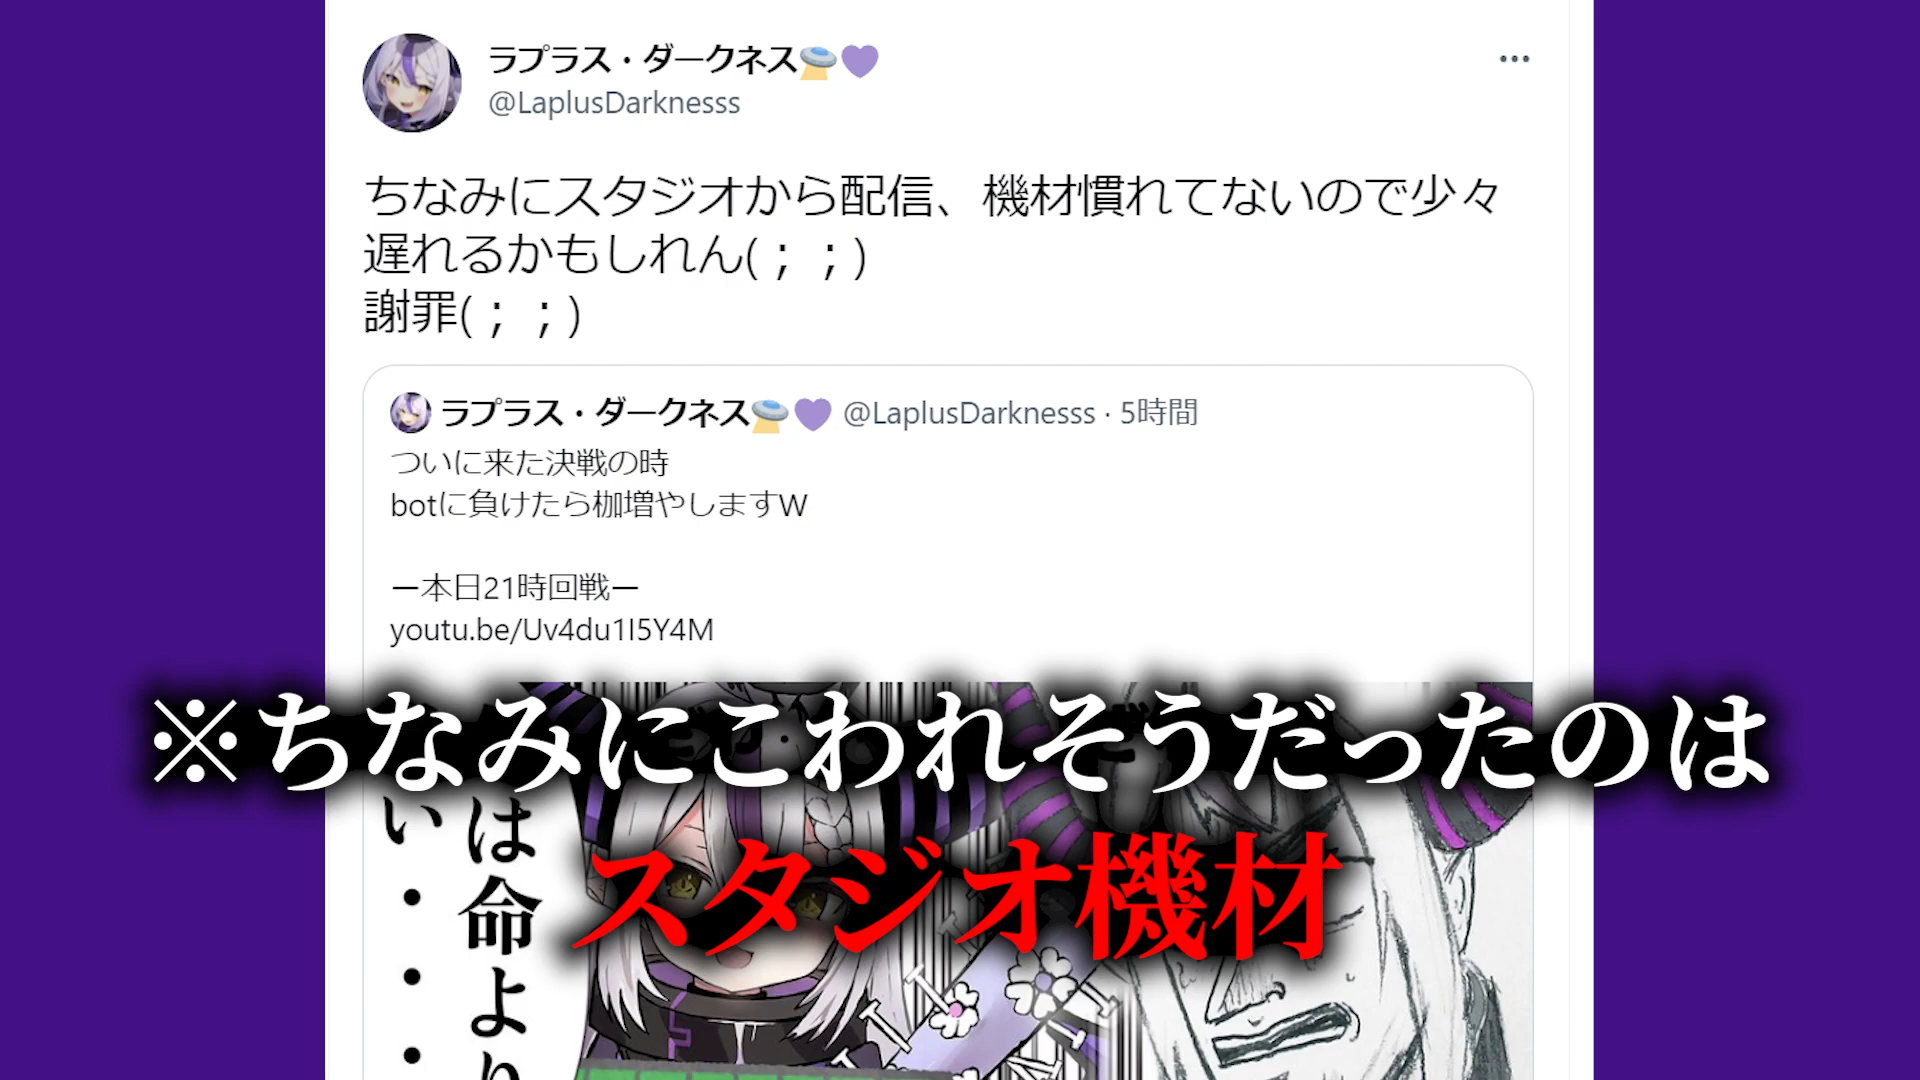 ラプラス・ダークネス🛸💜
@LaplusDarknesss
ちなみにスタジオから配信、機材慣れてないので少々
遅れるかもしれん(；；)
謝罪(；；)
ラプラス・ダークネス🛸💜 @LaplusDarknesss · 5時間
ついに来た決戦の時
botに負けたら枷増やしますW
ー本日21時回戦ー
youtu.be/Uv4du1I5Y4M
※ちなみにこわれそうだったのは
スタジオ機材
は命より
い・・・